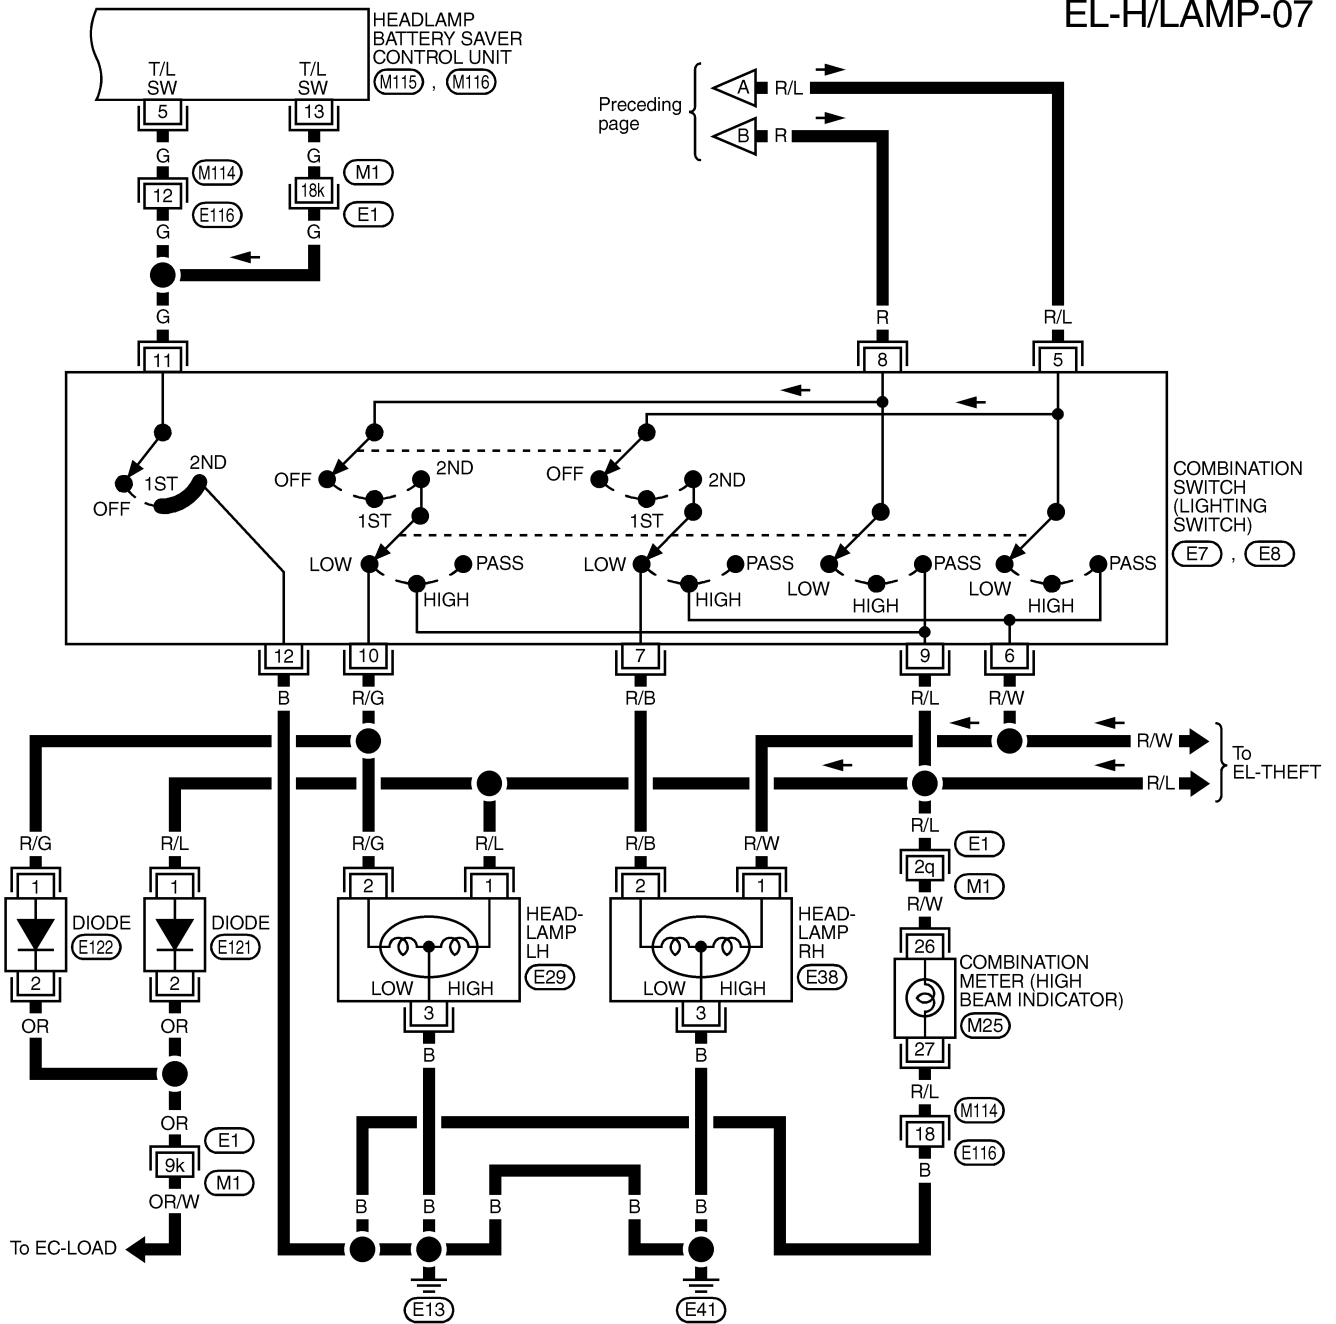 EL-H/LAMP-07
HEADLAMP
BATTERY SAVER
CONTROL UNIT
M115 , M116
T/L
SW
T/L
SW
5
13
G
G
M114
M1
12
18k
E116
E1
G
G
G
11
Preceding
page
A
R/L
B
R
R
R/L
8
5
OFF
1ST
2ND
OFF
1ST
2ND
OFF
1ST
2ND
LOW
HIGH
PASS
LOW
HIGH
PASS
LOW
HIGH
PASS
LOW
HIGH
PASS
COMBINATION
SWITCH
(LIGHTING
SWITCH)
E7 , E8
12
10
7
9
6
B
R/G
R/B
R/L
R/W
R/W
R/L
To
EL-THEFT
R/G
R/L
R/G
R/L
R/B
R/W
R/L
E1
2q
M1
R/W
1
1
2
1
2
1
26
DIODE
E122
DIODE
E121
HEAD-
LAMP
LH
E29
HEAD-
LAMP
RH
E38
COMBINATION
METER (HIGH
BEAM INDICATOR)
M25
LOW
HIGH
LOW
HIGH
2
2
3
3
27
OR
OR
B
B
R/L
M114
18
E116
B
OR
E1
9k
M1
OR/W
To EC-LOAD
B
B
B
B
B
E13
E41